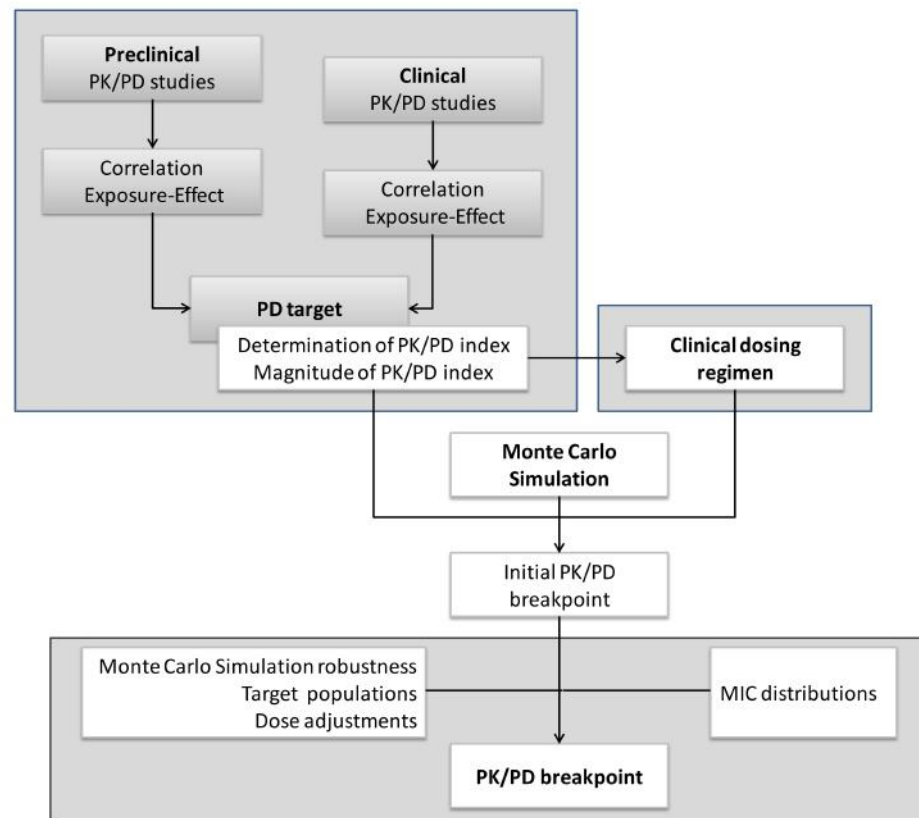 Preclinical
PK/PD studies
Clinical
PK/PD studies
Correlation
Exposure-Effect
Correlation
Exposure-Effect
PD target
Determination of PK/PD index
Magnitude of PK/PD index
Clinical dosing
regimen
Monte Carlo
Simulation
Initial PK/PD
breakpoint
Monte Carlo Simulation robustness
Target populations
Dose adjustments
MIC distributions
PK/PD breakpoint